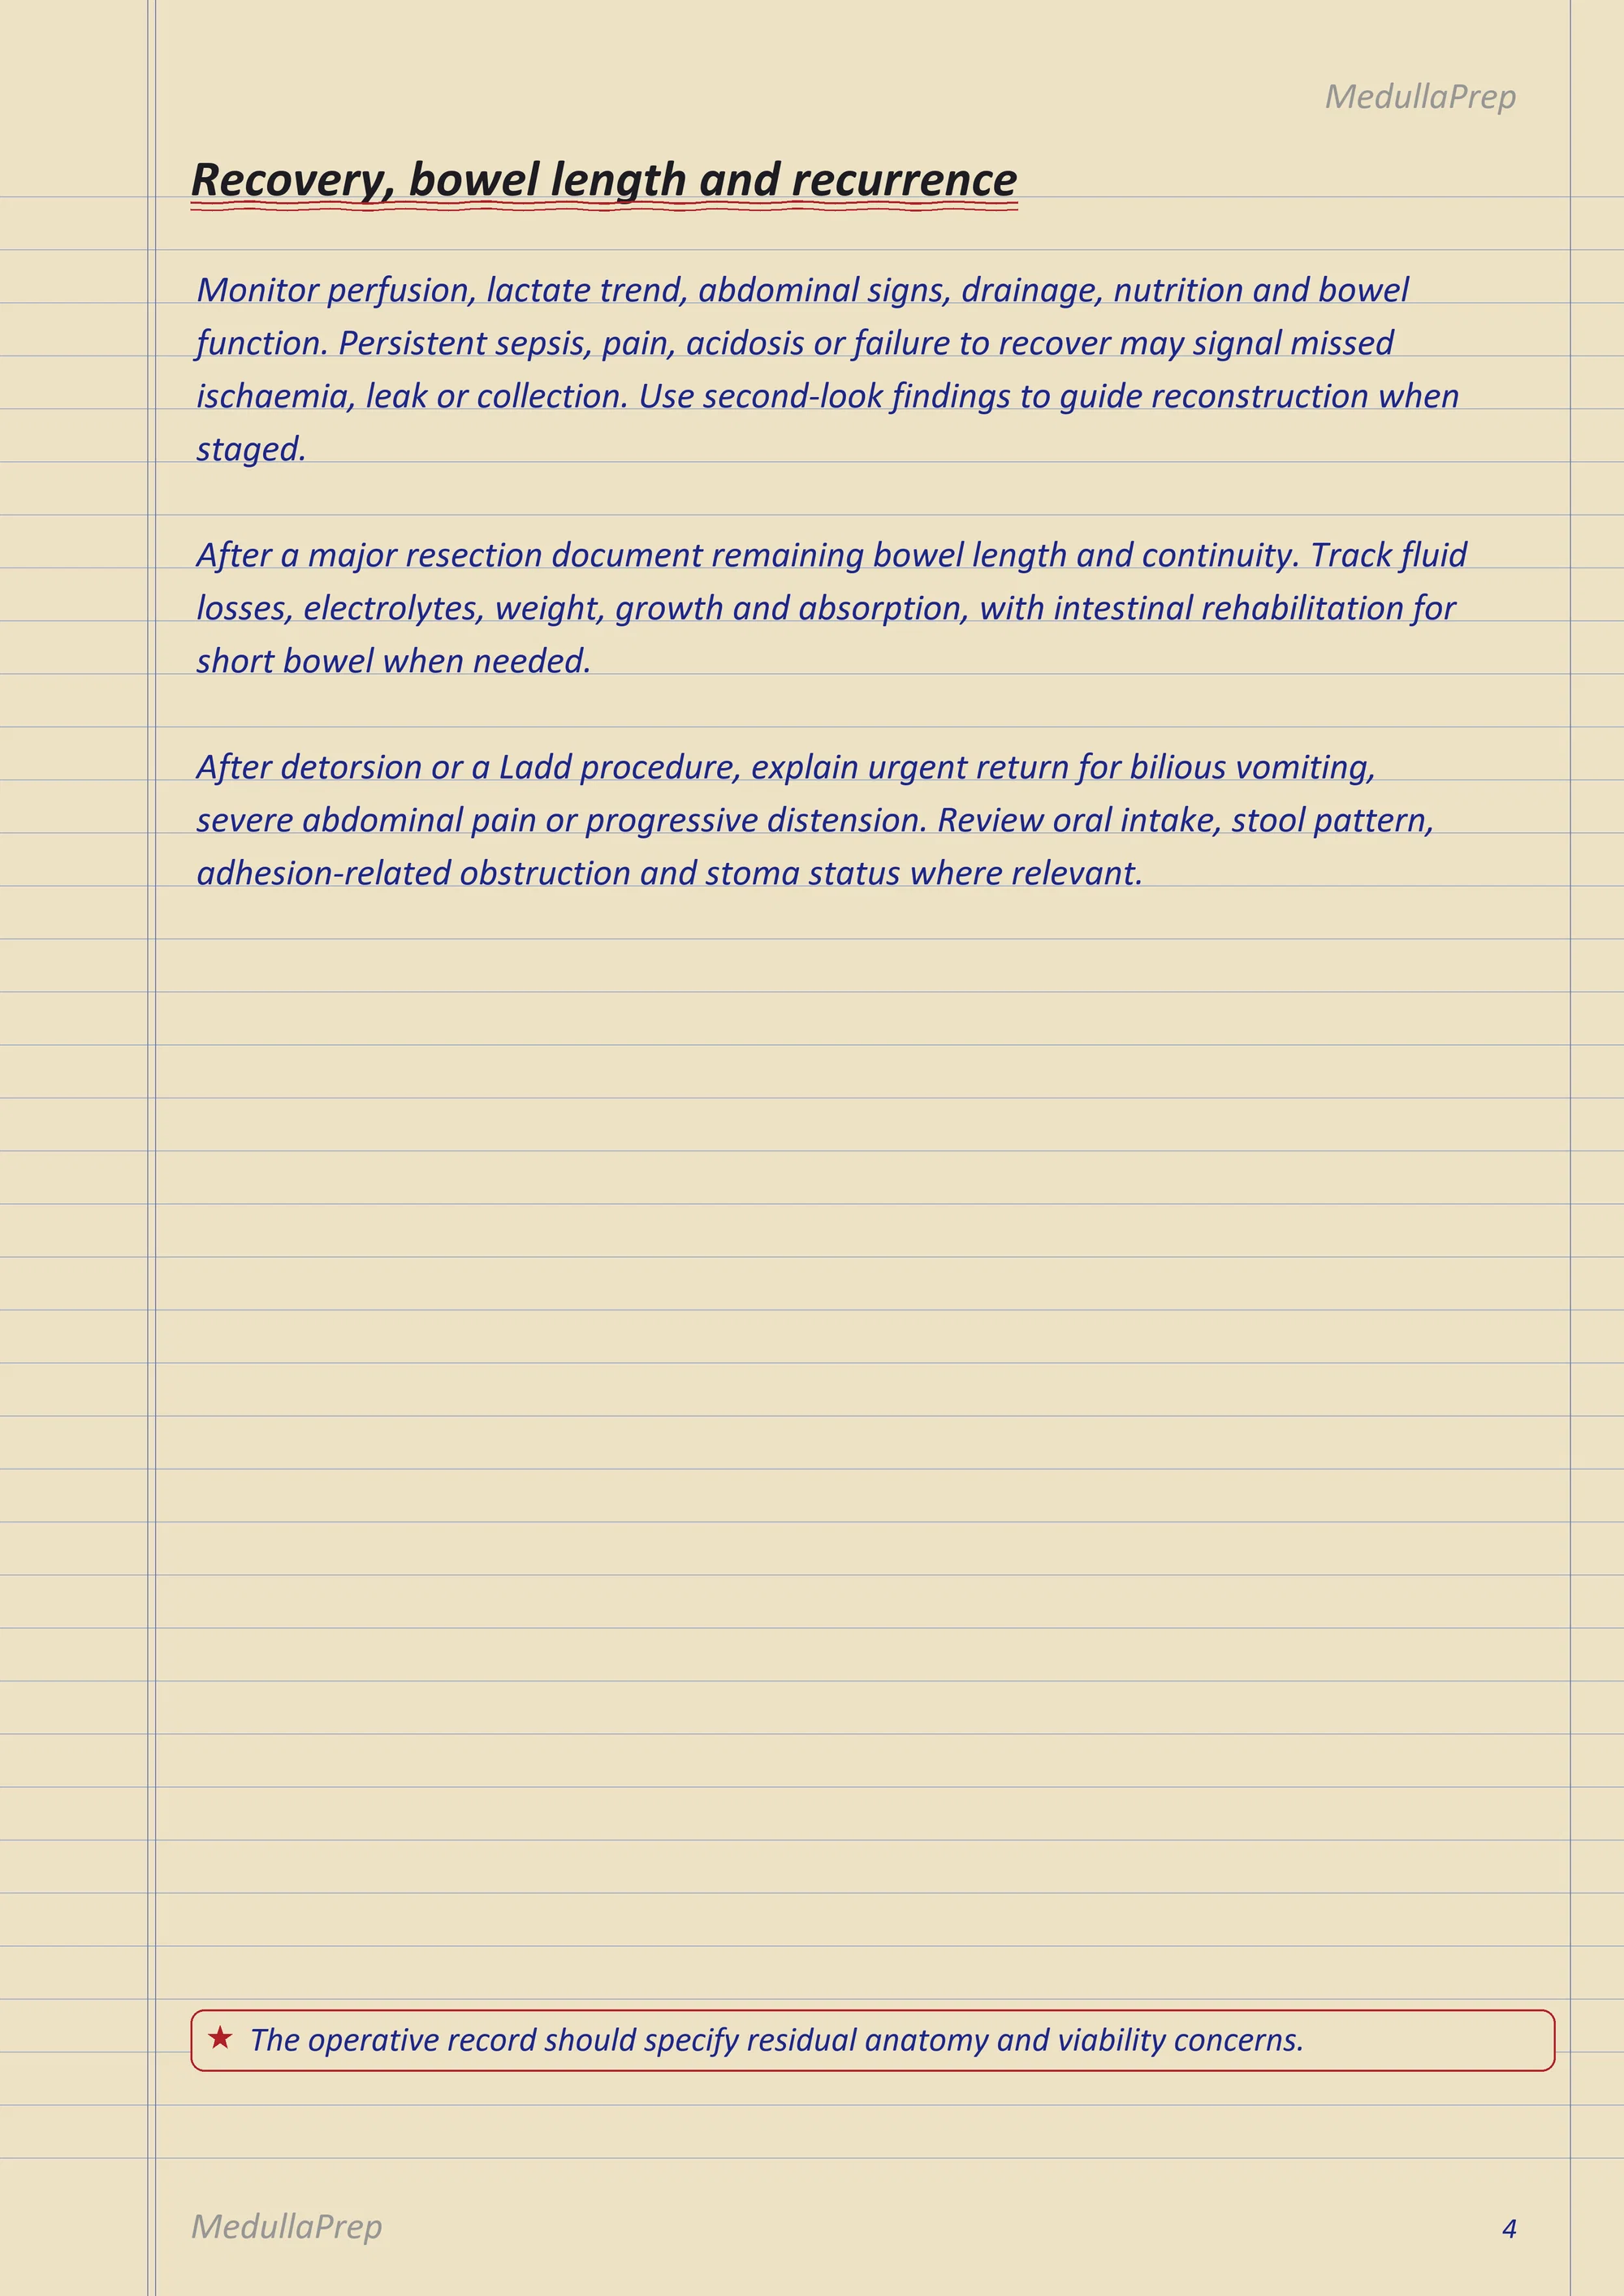 MedullaPrep
Recovery, bowel length and recurrence
Monitor perfusion, lactate trend, abdominal signs, drainage, nutrition and bowel
function. Persistent sepsis, pain, acidosis or failure to recover may signal missed
ischaemia, leak or collection. Use second-look findings to guide reconstruction when
staged.
After a major resection document remaining bowel length and continuity. Track fluid
losses, electrolytes, weight, growth and absorption, with intestinal rehabilitation for
short bowel when needed.
After detorsion or a Ladd procedure, explain urgent return for bilious vomiting,
severe abdominal pain or progressive distension. Review oral intake, stool pattern,
adhesion-related obstruction and stoma status where relevant.
★ The operative record should specify residual anatomy and viability concerns.
MedullaPrep
4